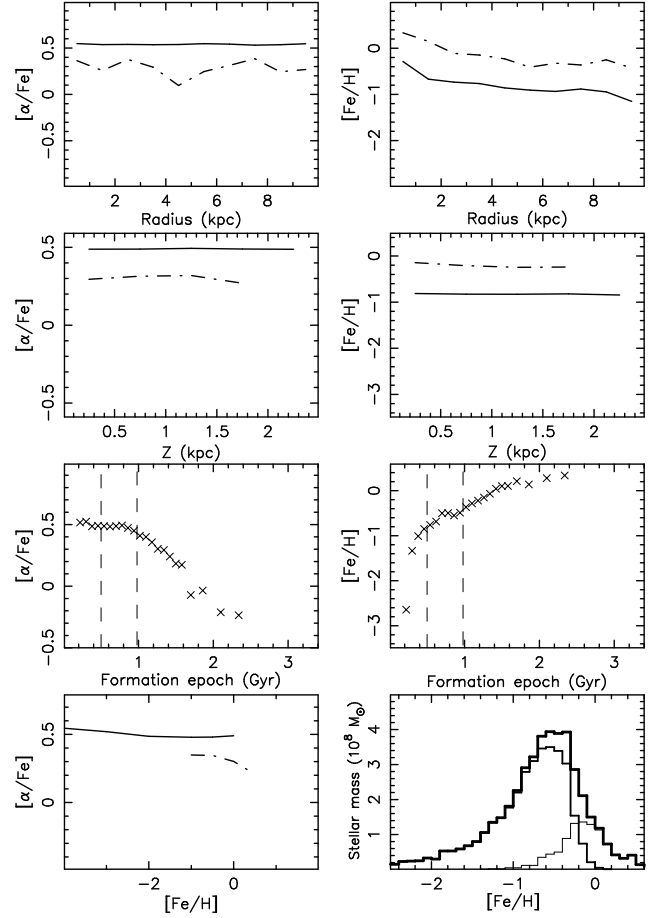 [α/Fe]
0.5
0
−0.5
2 4 6 8
Radius (kpc)
[Fe/H]
0
−1
−2
2 4 6 8
Radius (kpc)
[α/Fe]
0.5
0
−0.5
0.5 1 1.5 2
Z (kpc)
[Fe/H]
0
−1
−2
−3
0.5 1 1.5 2
Z (kpc)
[α/Fe]
0.5
0
−0.5
1 2 3
Formation epoch (Gyr)
[Fe/H]
0
−1
−2
−3
1 2 3
Formation epoch (Gyr)
[α/Fe]
0.5
0
−2 0
[Fe/H]
Stellar mass (10⁸ M☉)
4
3
2
1
−2 −1 0
[Fe/H]